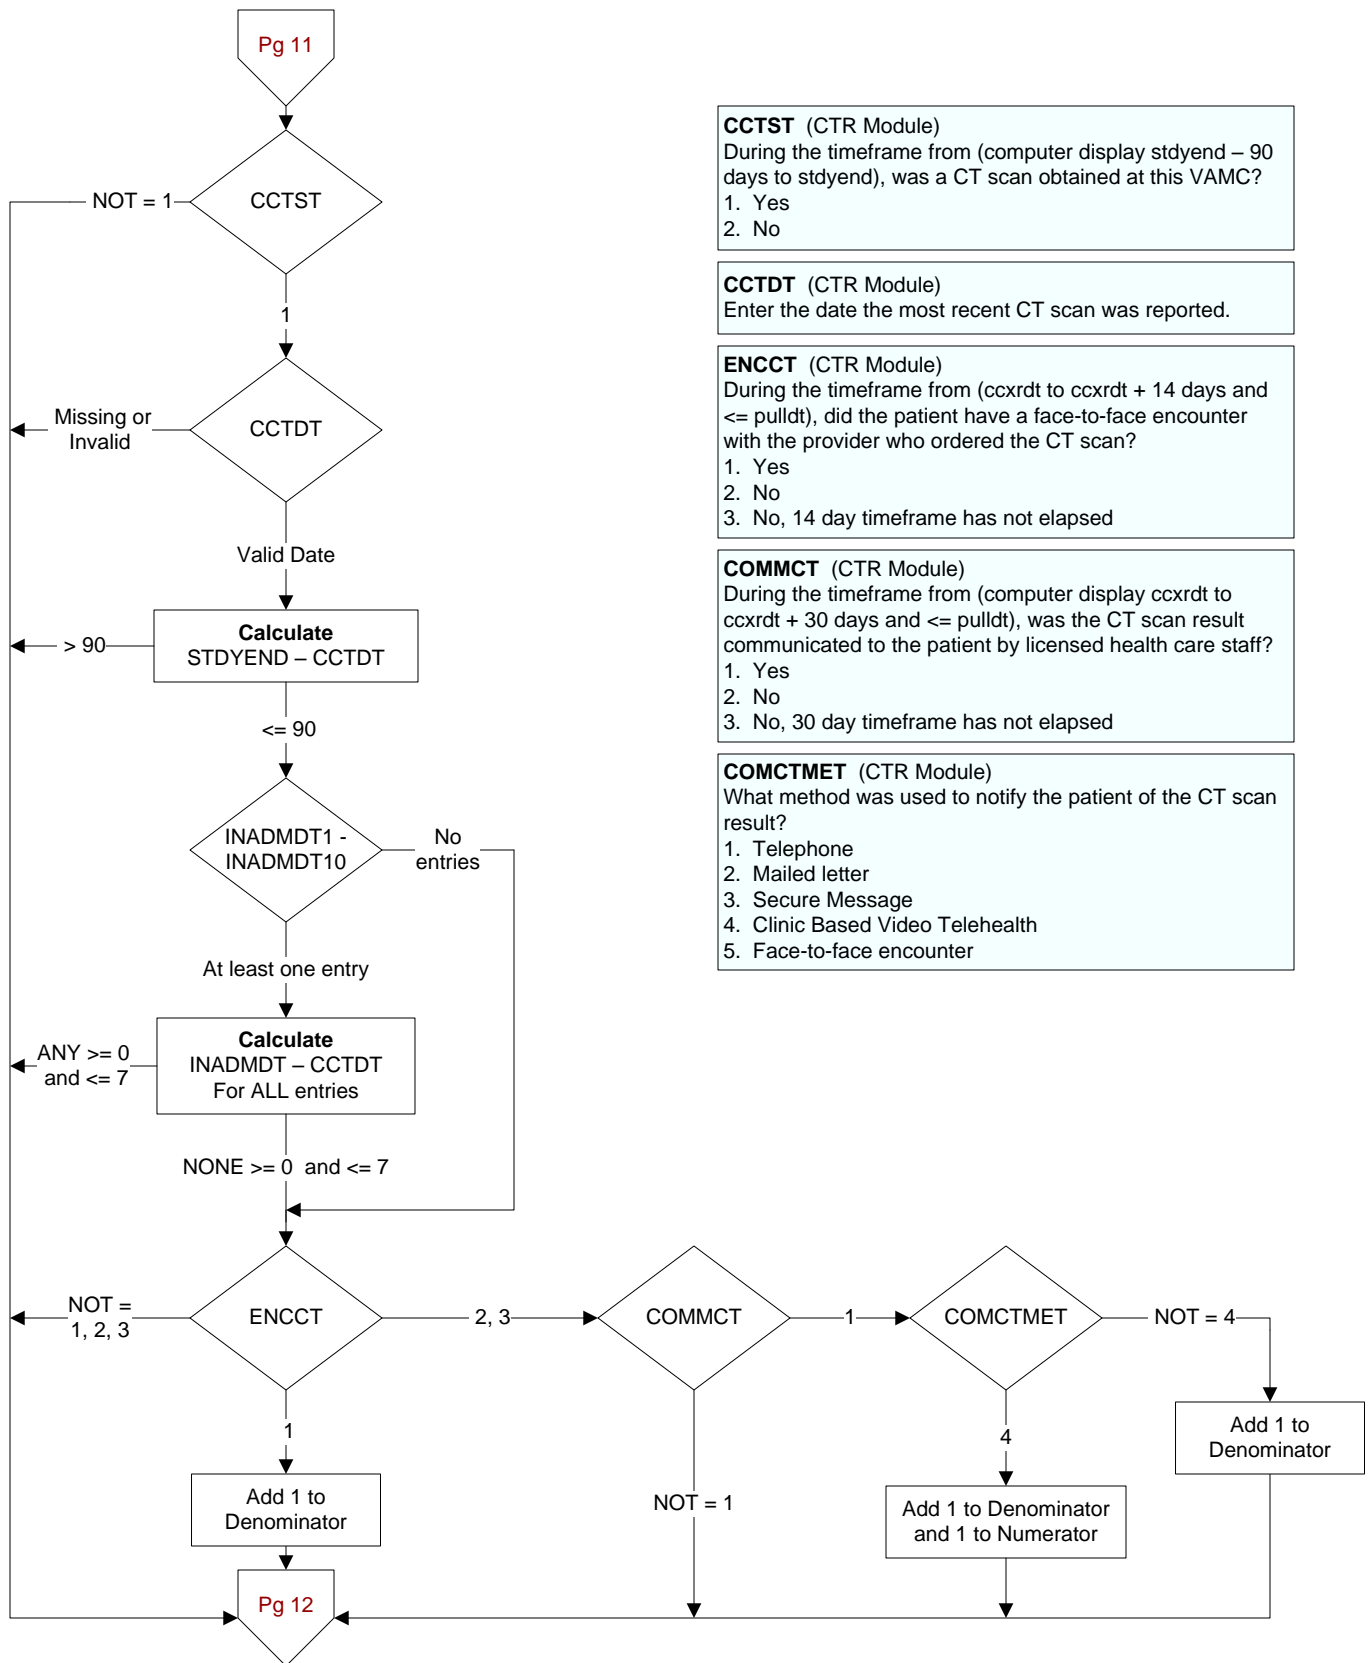 Pg 11
CCTST
NOT = 1
1
CCTDT
Missing or
Invalid
Valid Date
Calculate
STDYEND – CCTDT
> 90
<= 90
INADMDT1 -
INADMDT10
No
entries
At least one entry
Calculate
INADMDT – CCTDT
For ALL entries
ANY >= 0
and <= 7
NONE >= 0 and <= 7
ENCCT
NOT =
1, 2, 3
2, 3
COMMCT
1
COMCTMET
NOT = 4
1
4
NOT = 1
Add 1 to
Denominator
Add 1 to Denominator
and 1 to Numerator
Add 1 to
Denominator
Pg 12
CCTST (CTR Module)
During the timeframe from (computer display stdyend – 90
days to stdyend), was a CT scan obtained at this VAMC?
1. Yes
2. No
CCTDT (CTR Module)
Enter the date the most recent CT scan was reported.
ENCCT (CTR Module)
During the timeframe from (ccxrdt to ccxrdt + 14 days and
<= pulldt), did the patient have a face-to-face encounter
with the provider who ordered the CT scan?
1. Yes
2. No
3. No, 14 day timeframe has not elapsed
COMMCT (CTR Module)
During the timeframe from (computer display ccxrdt to
ccxrdt + 30 days and <= pulldt), was the CT scan result
communicated to the patient by licensed health care staff?
1. Yes
2. No
3. No, 30 day timeframe has not elapsed
COMCTMET (CTR Module)
What method was used to notify the patient of the CT scan
result?
1. Telephone
2. Mailed letter
3. Secure Message
4. Clinic Based Video Telehealth
5. Face-to-face encounter